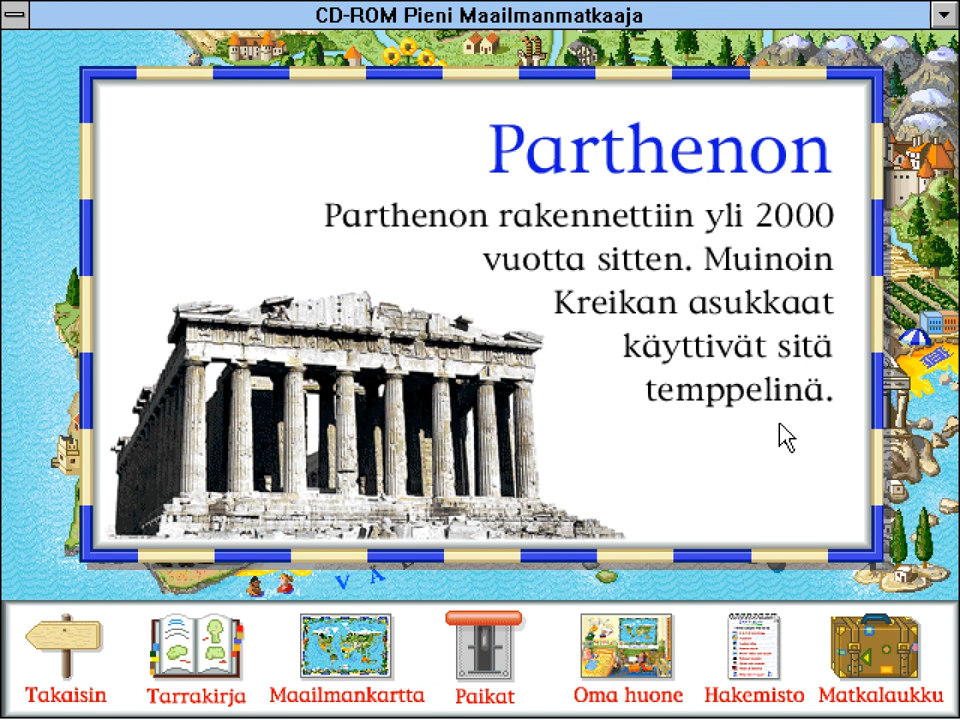 CD-ROM Pieni Maailmanmatkaaja
Parthenon
Parthenon rakennettiin yli 2000
vuotta sitten. Muinoin
Kreikan asukkaat
käyttivät sitä
temppelinä.
V Ä
Takaisin
Tarrakirja
Maailmankartta
Paikat
Oma huone
Hakemisto
Matkalaukku